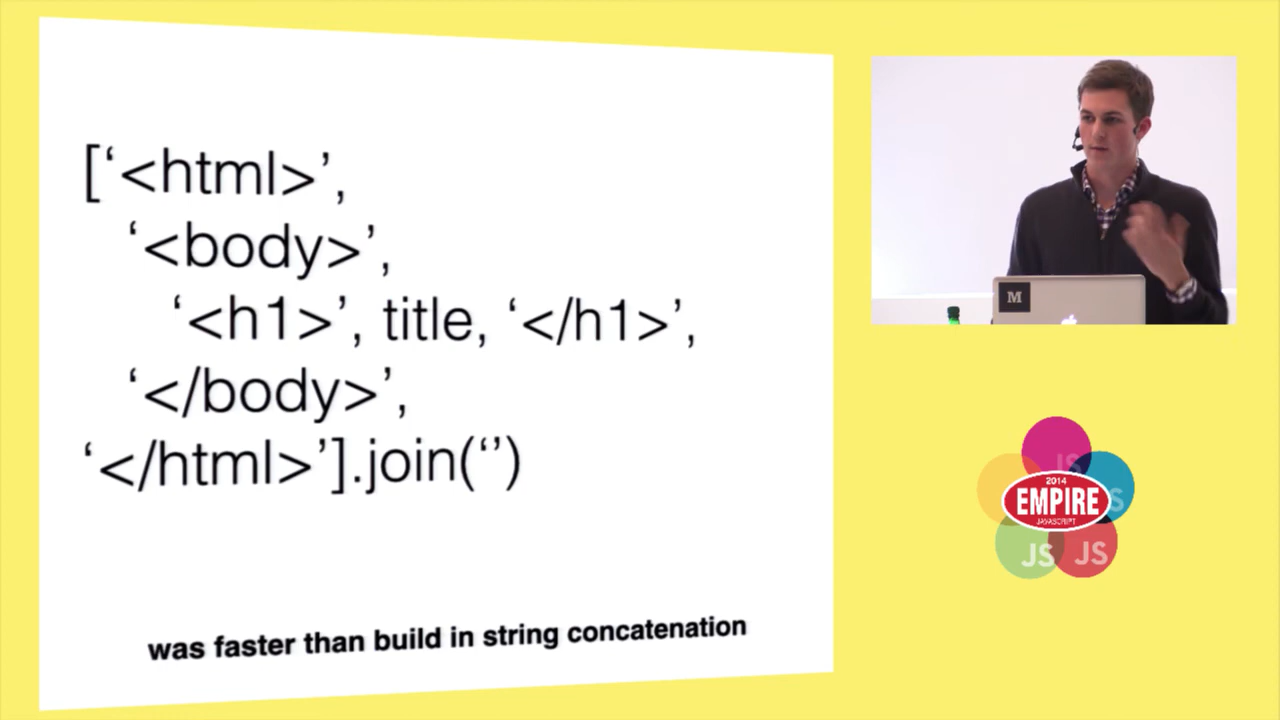 [‘<html>’,
‘<body>’,
‘<h1>’, title, ‘</h1>’,
‘</body>’,
‘</html>’].join(‘’)
was faster than build in string concatenation
M
JS
2014
EMPIRE
JAVASCRIPT
S
JS
JS